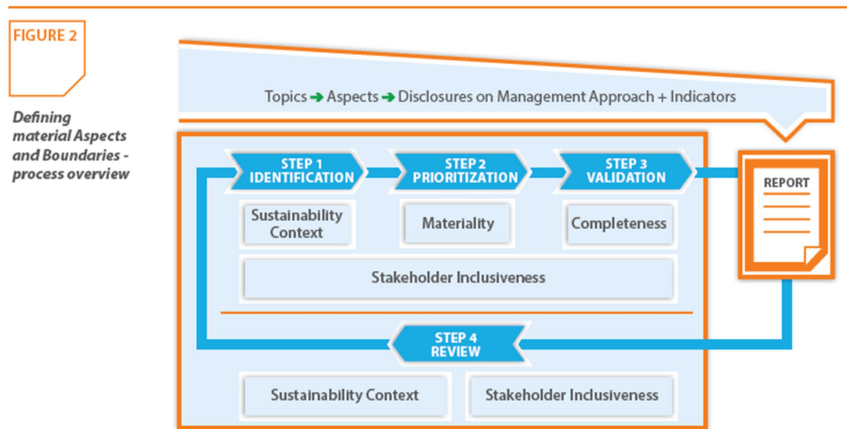 FIGURE 2
Defining
material Aspects
and Boundaries -
process overview
Topics ➔ Aspects ➔ Disclosures on Management Approach + Indicators
STEP 1
IDENTIFICATION
STEP 2
PRIORITIZATION
STEP 3
VALIDATION
REPORT
Sustainability
Context
Materiality
Completeness
Stakeholder Inclusiveness
STEP 4
REVIEW
Sustainability Context
Stakeholder Inclusiveness